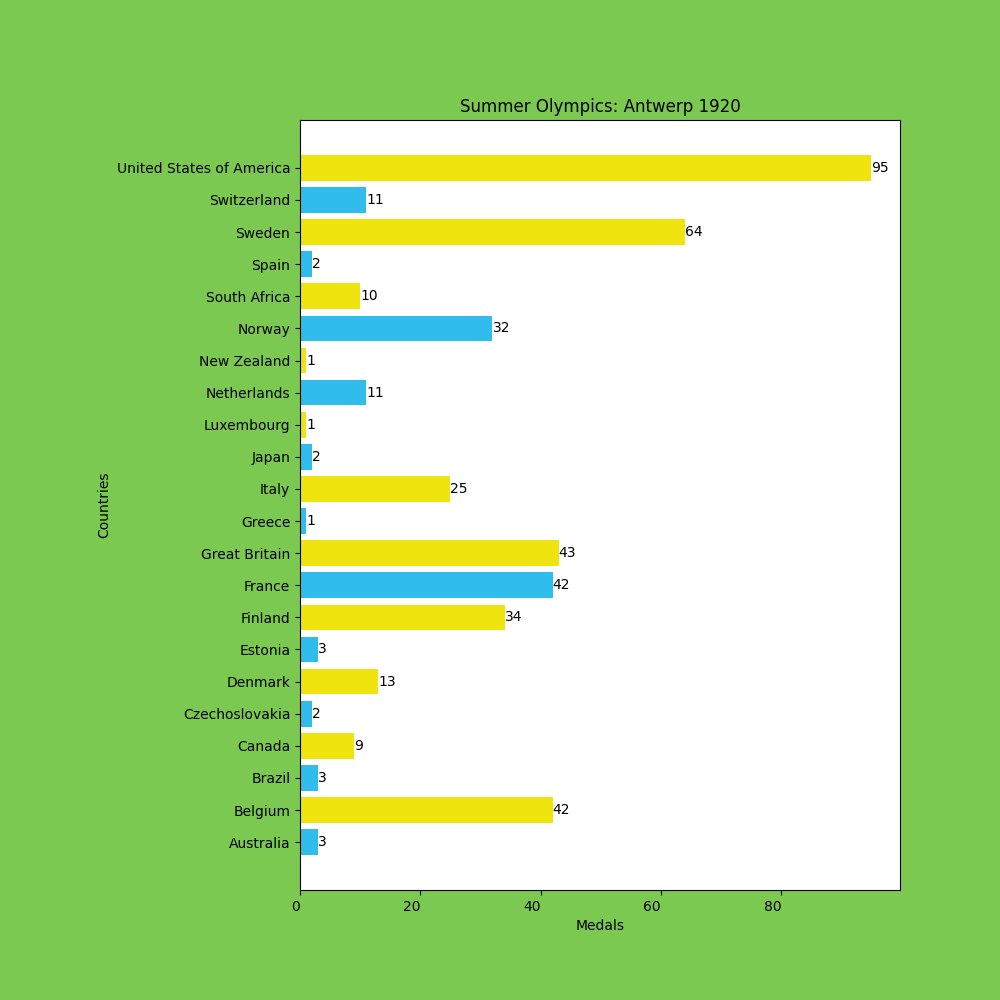 Summer Olympics: Antwerp 1920
United States of America 95
Switzerland 11
Sweden 64
Spain 2
South Africa 10
Norway 32
New Zealand 1
Netherlands 11
Luxembourg 1
Japan 2
Italy 25
Greece 1
Great Britain 43
France 42
Finland 34
Estonia 3
Denmark 13
Czechoslovakia 2
Canada 9
Brazil 3
Belgium 42
Australia 3
Countries
0 20 40 60 80
Medals